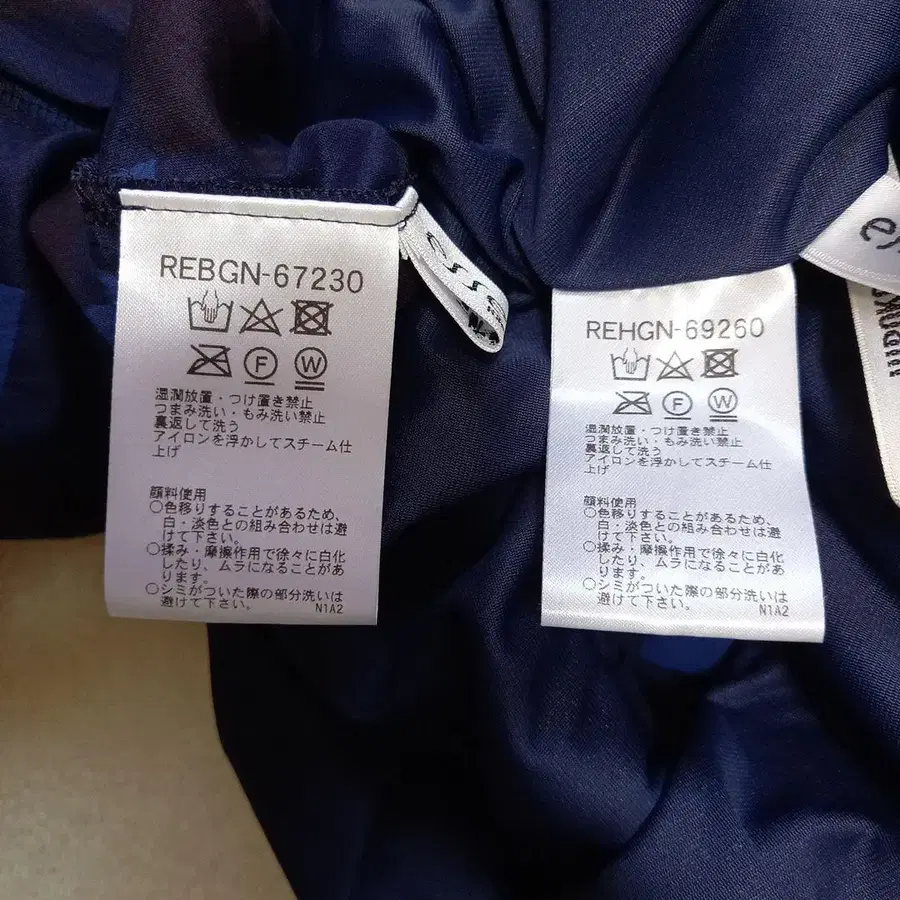 REBGN-67230
F W
湿潤放置・つけ置き禁止
つまみ洗い・もみ洗い禁止
裏返して洗う
アイロンを浮かしてスチーム仕
上げ
顔料使用
○色移りすることがあるため、
白・淡色との組み合わせは避
けて下さい。
○揉み・摩擦作用で徐々に白化
したり、ムラになることがあ
ります。
○シミがついた際の部分洗いは
避けて下さい。
N1A2
REHGN-69260
F W
湿潤放置・つけ置き禁止
つまみ洗い・もみ洗い禁止
裏返して洗う
アイロンを浮かしてスチーム仕
上げ
顔料使用
○色移りすることがあるため、
白・淡色との組み合わせは避
けて下さい。
○揉み・摩擦作用で徐々に白化
したり、ムラになることがあ
ります。
○シミがついた際の部分洗いは
避けて下さい。
N1A2